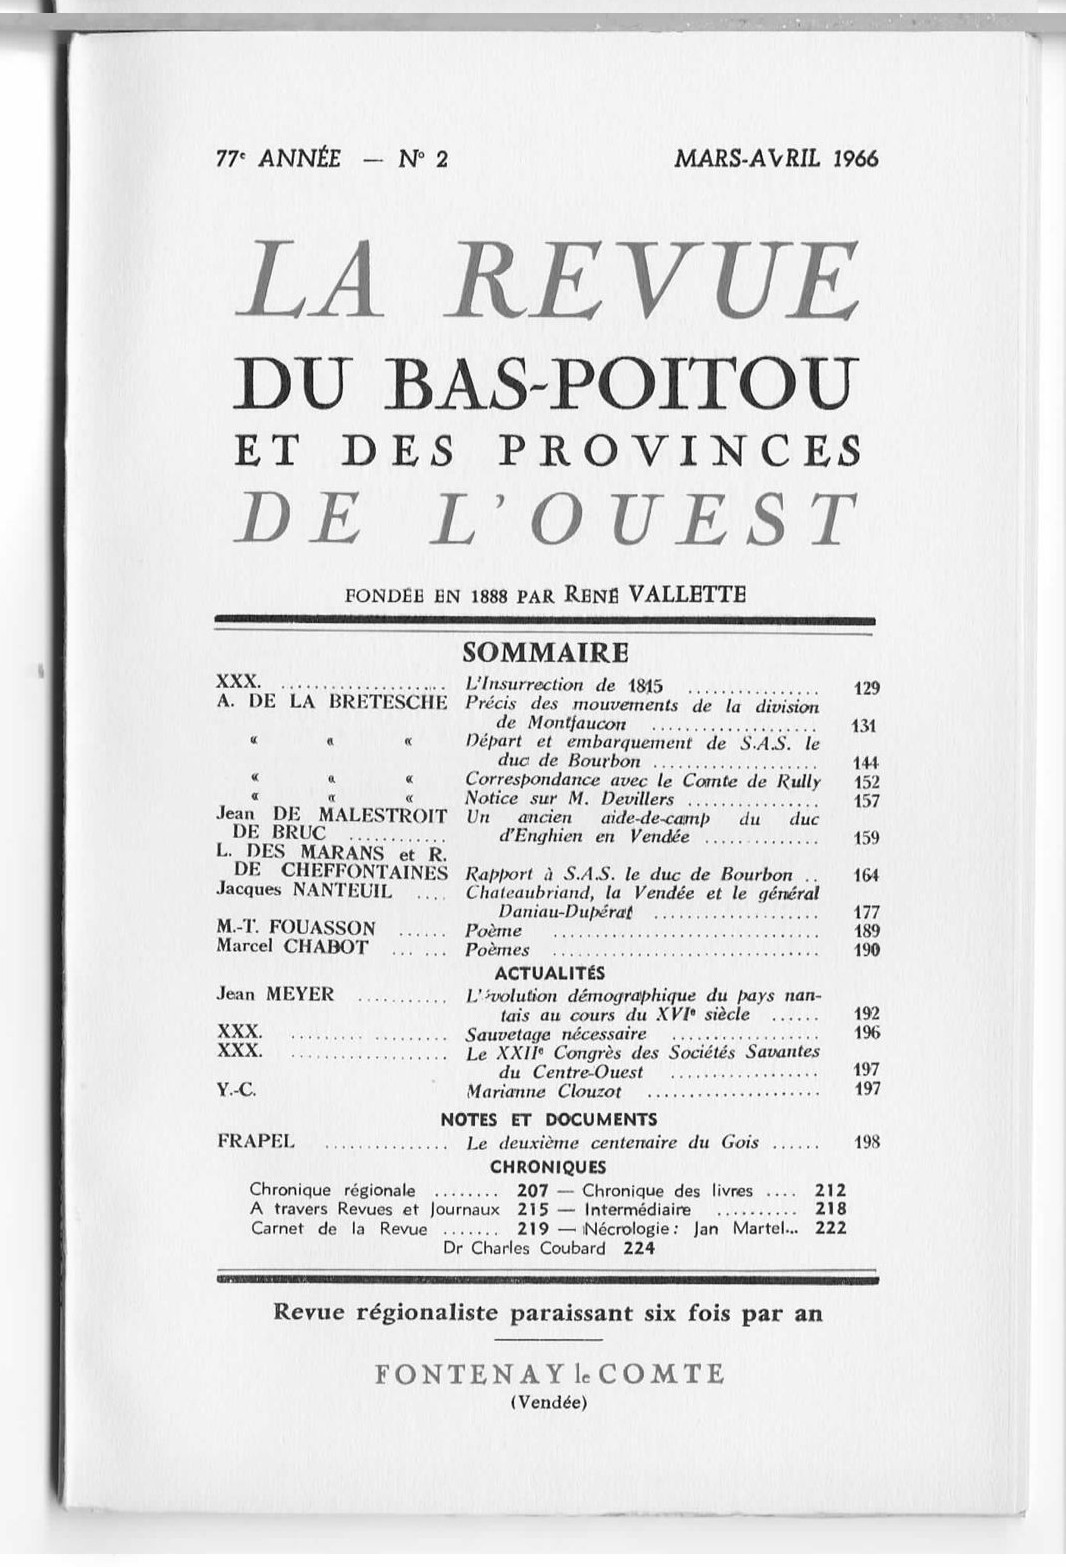 77e ANNÉE — N° 2 MARS-AVRIL 1966
LA REVUE
DU BAS-POITOU
ET DES PROVINCES
DE L'OUEST
FONDÉE EN 1888 PAR RENÉ VALLETTE
SOMMAIRE
XXX. .................... L'Insurrection de 1815 ................ 129
A. DE LA BRETESCHE Précis des mouvements de la division
de Montfaucon .................... 131
« « « Départ et embarquement de S.A.S. le
duc de Bourbon .................... 144
« « « Correspondance avec le Comte de Rully 152
« « « Notice sur M. Devillers ................ 157
Jean DE MALESTROIT Un ancien aide-de-camp du duc
DE BRUC ............ d'Enghien en Vendée .............. 159
L. DES MARANS et R.
DE CHEFFONTAINES Rapport à S.A.S. le duc de Bourbon .. 164
Jacques NANTEUIL .... Chateaubriand, la Vendée et le général
Daniau-Dupérat .................... 177
M.-T. FOUASSON ...... Poème ................................ 189
Marcel CHABOT ... ... Poèmes ................................ 190
ACTUALITÉS
Jean MEYER ........... L'évolution démographique du pays nan-
tais au cours du XVIe siècle ...... 192
XXX. ......... ......... Sauvetage nécessaire .................. 196
XXX. ................... Le XXIIe Congrès des Sociétés Savantes
du Centre-Ouest .................. 197
Y.-C. Marianne Clouzot ..................... 197
NOTES ET DOCUMENTS
FRAPEL ............... Le deuxième centenaire du Gois ...... 198
CHRONIQUES
Chronique régionale ........ 207 — Chronique des livres .... 212
A travers Revues et Journaux 215 — Intermédiaire .......... 218
Carnet de la Revue ....... 219 — Nécrologie : Jan Martel... 222
Dr Charles Coubard 224
Revue régionaliste paraissant six fois par an
FONTENAY le COMTE
(Vendée)